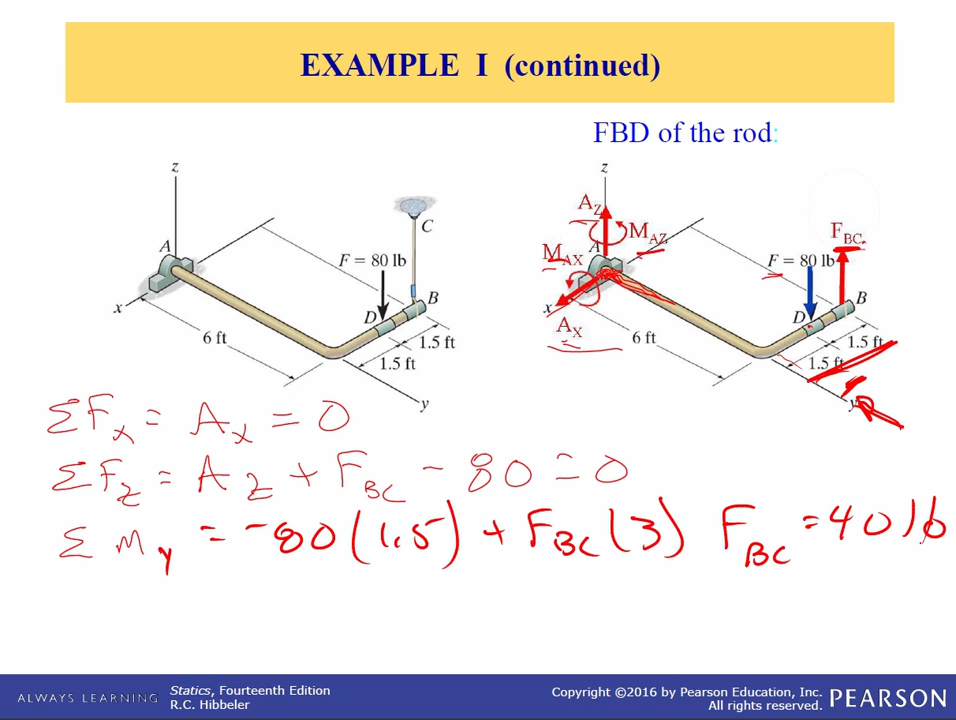 EXAMPLE I (continued)
FBD of the rod:
z
A
x
F = 80 lb
C
B
D
6 ft
1.5 ft
1.5 ft
y
z
A_Z
M_AZ
A
M_AX
x
A_X
F_BC
F = 80 lb
B
D
6 ft
1.5 ft
1.5 ft
y
ΣF_x = A_x = 0
ΣF_z = A_z + F_BC - 80 = 0
ΣM_y = -80(1.5) + F_BC(3) F_BC = 40 lb
ALWAYS LEARNING
Statics, Fourteenth Edition
R.C. Hibbeler
Copyright ©2016 by Pearson Education, Inc.
All rights reserved.
PEARSON